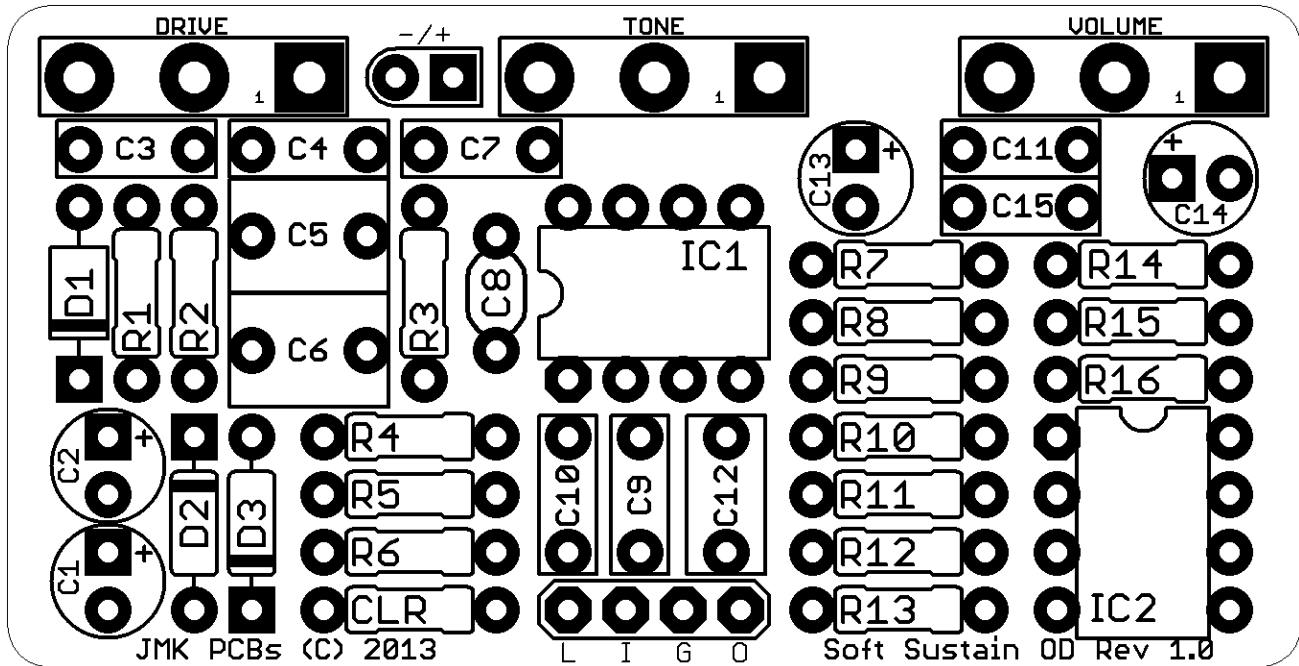 DRIVE
-/+
TONE
VOLUME
1
1
1
C3
C4
C7
C13
+
C11
+
C15
C14
C5
D1
R1
R2
R3
C8
IC1
R7
R14
C6
R8
R15
R9
R16
C2
+
R4
R10
D2
D3
R5
C10
C9
C12
R11
C1
+
R6
R12
CLR
R13
IC2
JMK PCBs (C) 2013
L I G O
Soft Sustain OD Rev 1.0